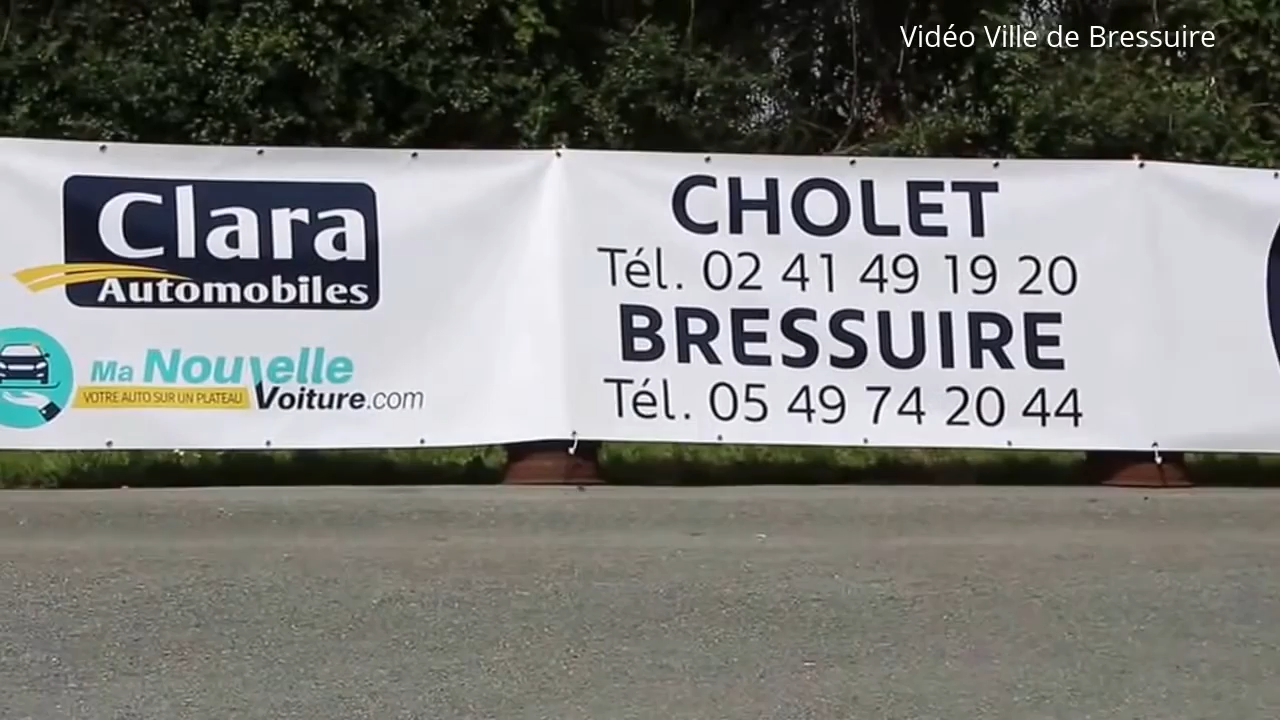 Vidéo Ville de Bressuire
Clara
Automobiles
Ma Nouvelle
VOTRE AUTO SUR UN PLATEAU Voiture.com
CHOLET
Tél. 02 41 49 19 20
BRESSUIRE
Tél. 05 49 74 20 44